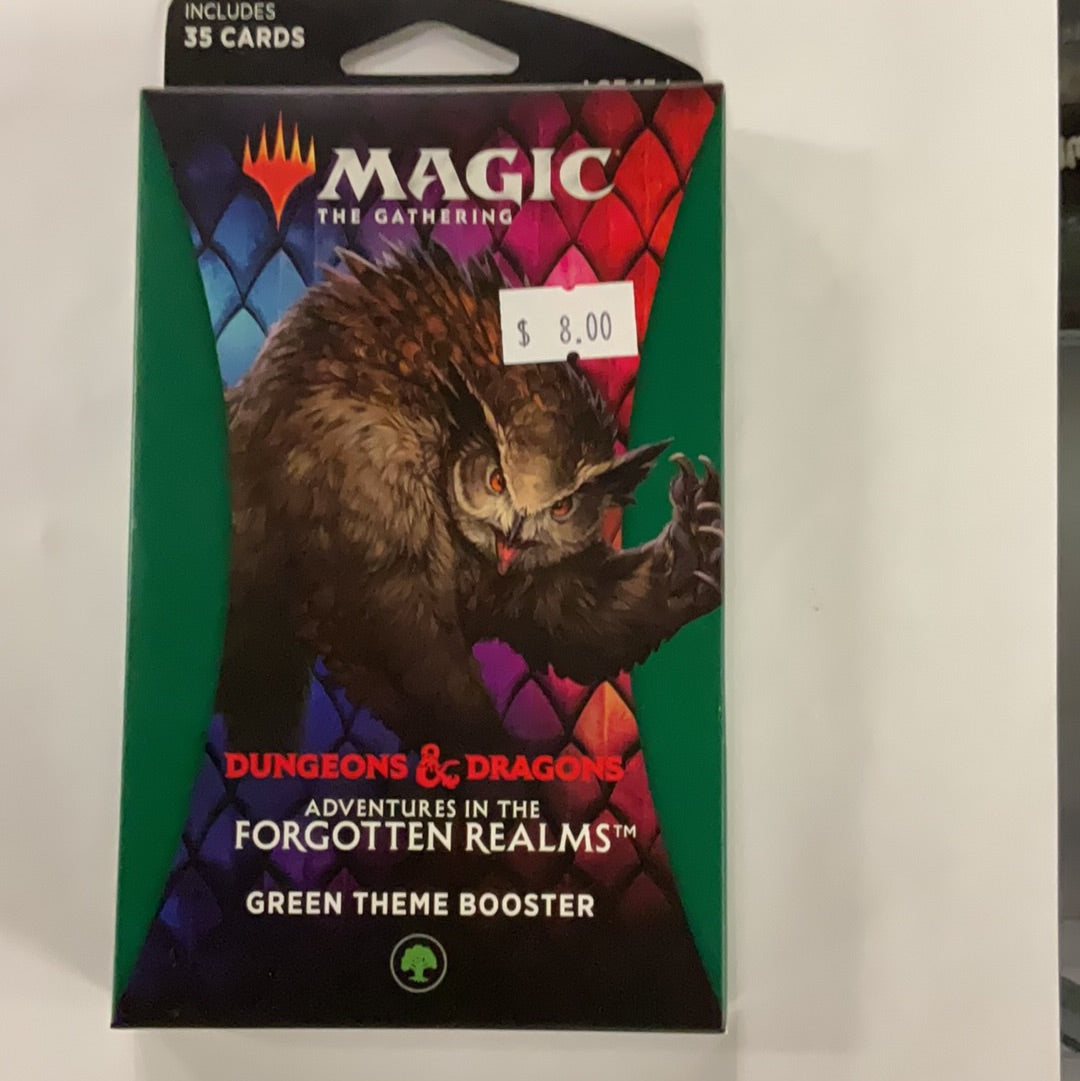 INCLUDES
35 CARDS
MAGIC
THE GATHERING
$ 8.00
DUNGEONS & DRAGONS
ADVENTURES IN THE
FORGOTTEN REALMS™
GREEN THEME BOOSTER